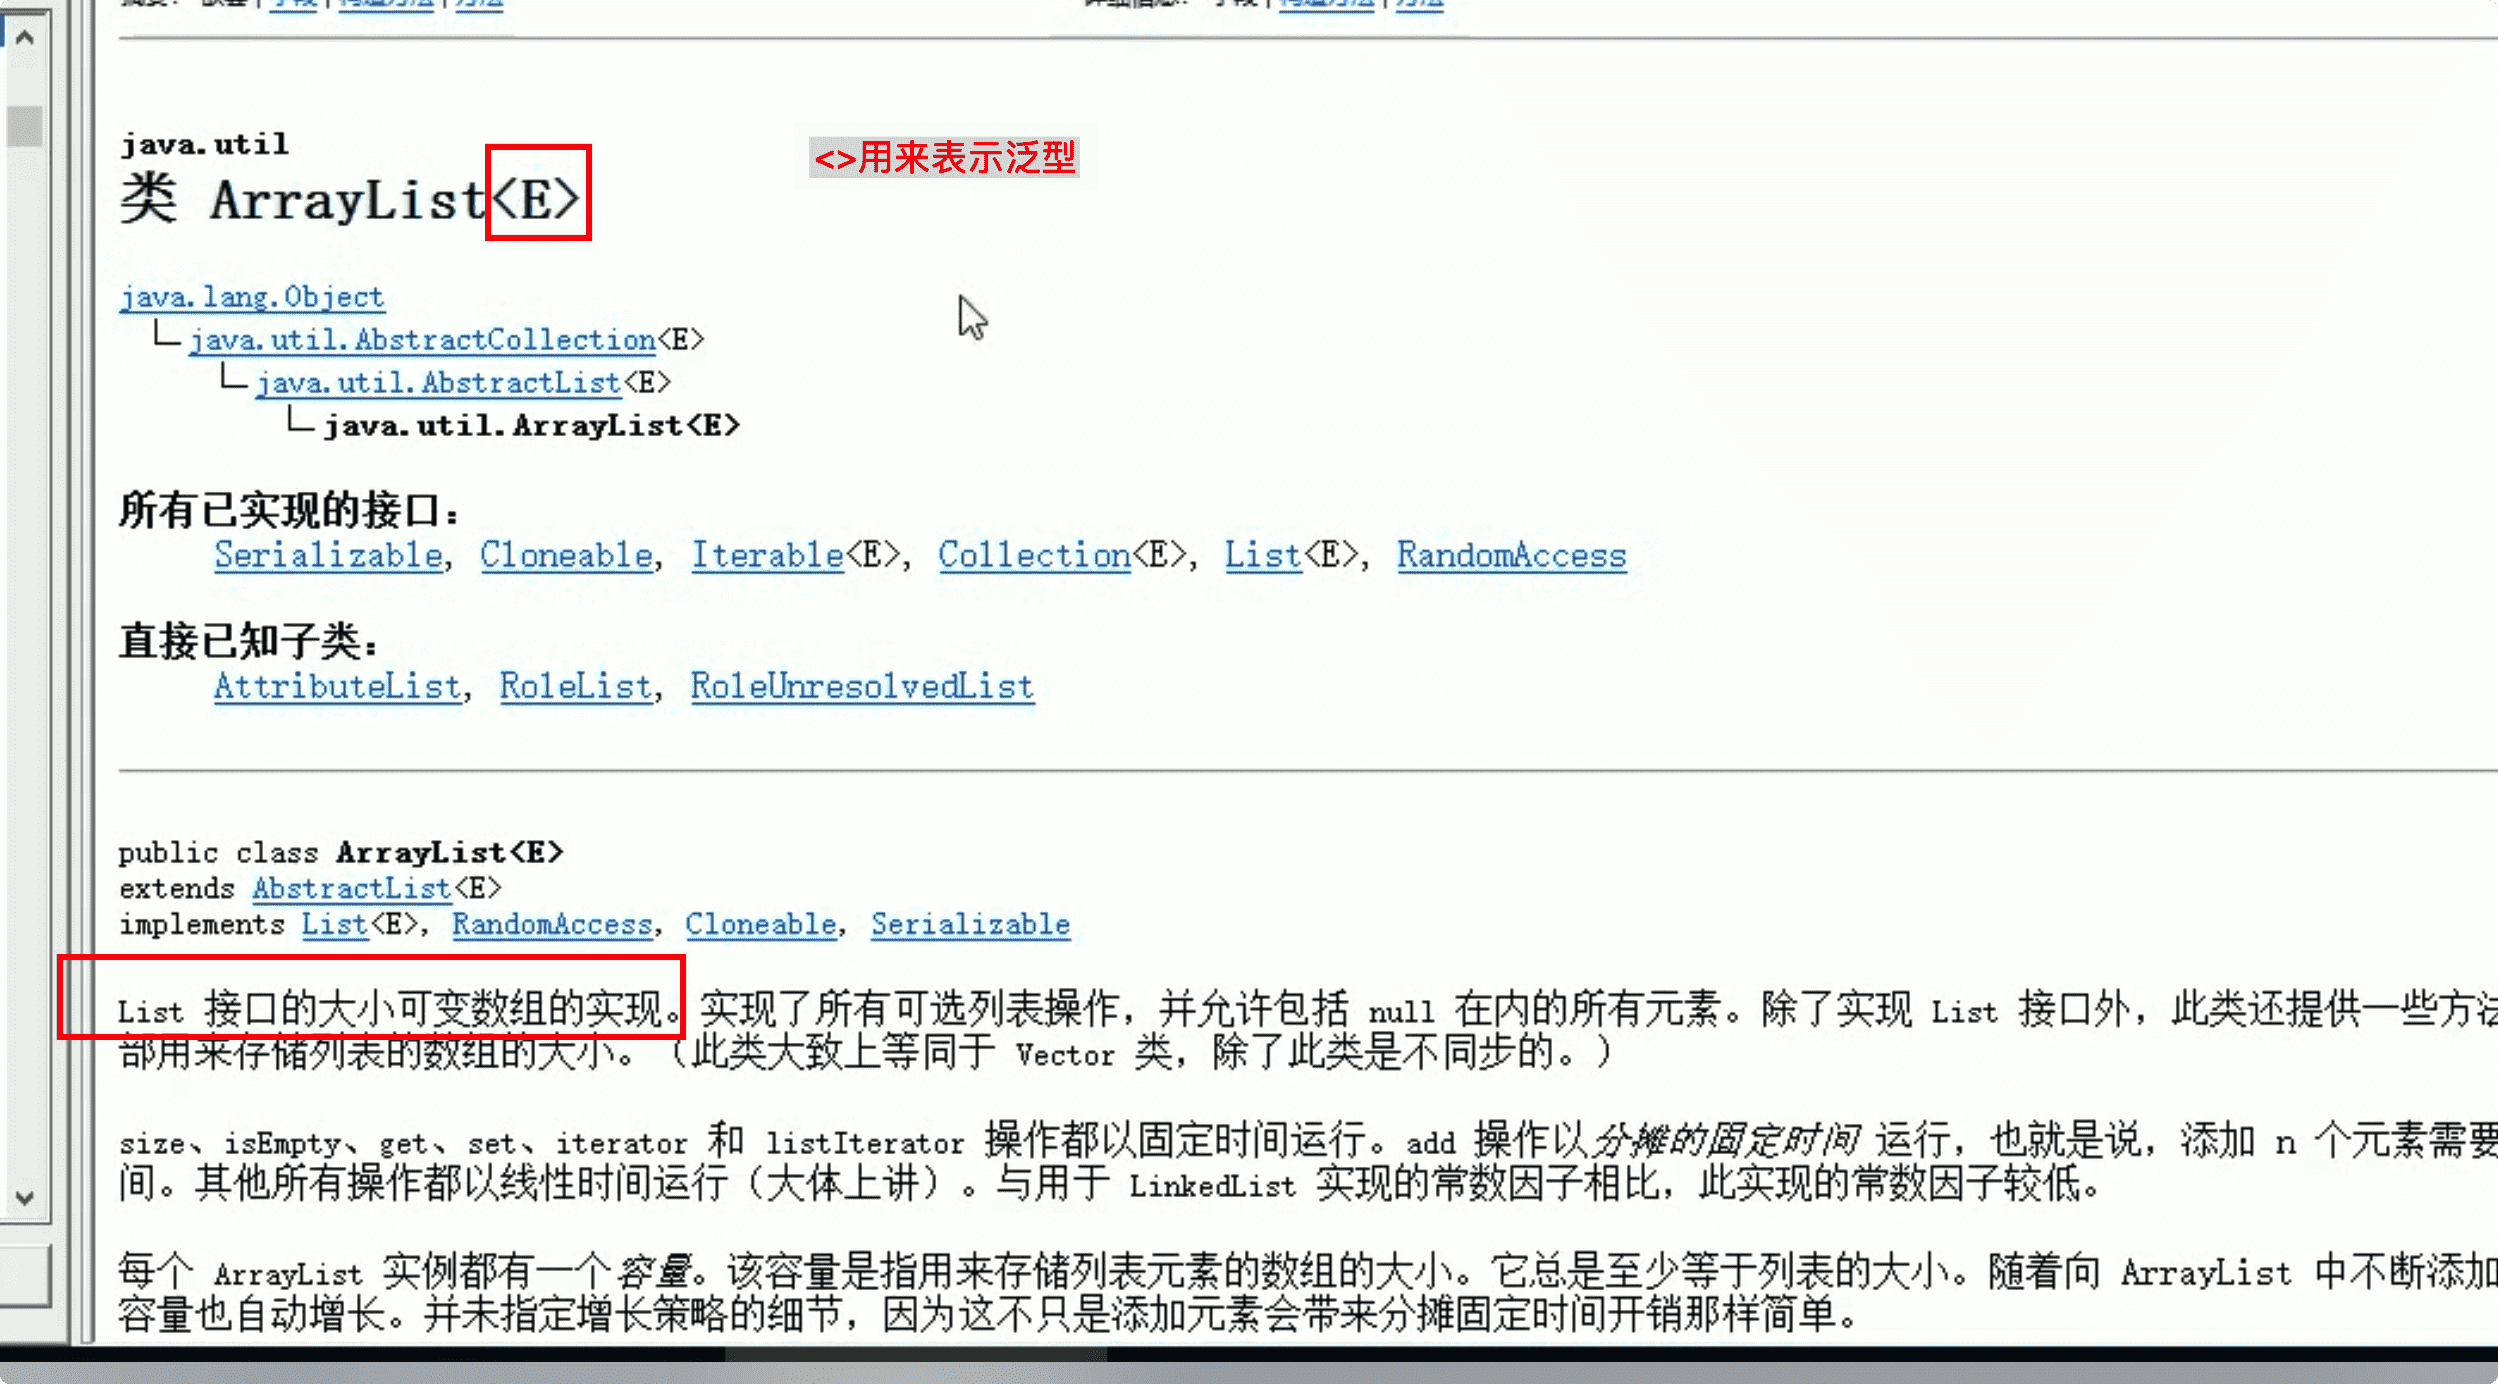 java.util
<>用来表示泛型
类 ArrayList<E>
java.lang.Object
java.util.AbstractCollection<E>
java.util.AbstractList<E>
java.util.ArrayList<E>
所有已实现的接口：
Serializable, Cloneable, Iterable<E>, Collection<E>, List<E>, RandomAccess
直接已知子类：
AttributeList, RoleList, RoleUnresolvedList
public class ArrayList<E>
extends AbstractList<E>
implements List<E>, RandomAccess, Cloneable, Serializable
List 接口的大小可变数组的实现。实现了所有可选列表操作，并允许包括 null 在内的所有元素。除了实现 List 接口外，此类还提供一些方法
部用来存储列表的数组的大小。（此类大致上等同于 Vector 类，除了此类是不同步的。）
size、isEmpty、get、set、iterator 和 listIterator 操作都以固定时间运行。add 操作以分摊的固定时间 运行，也就是说，添加 n 个元素需要
间。其他所有操作都以线性时间运行（大体上讲）。与用于 LinkedList 实现的常数因子相比，此实现的常数因子较低。
每个 ArrayList 实例都有一个容量。该容量是指用来存储列表元素的数组的大小。它总是至少等于列表的大小。随着向 ArrayList 中不断添加
容量也自动增长。并未指定增长策略的细节，因为这不只是添加元素会带来分摊固定时间开销那样简单。